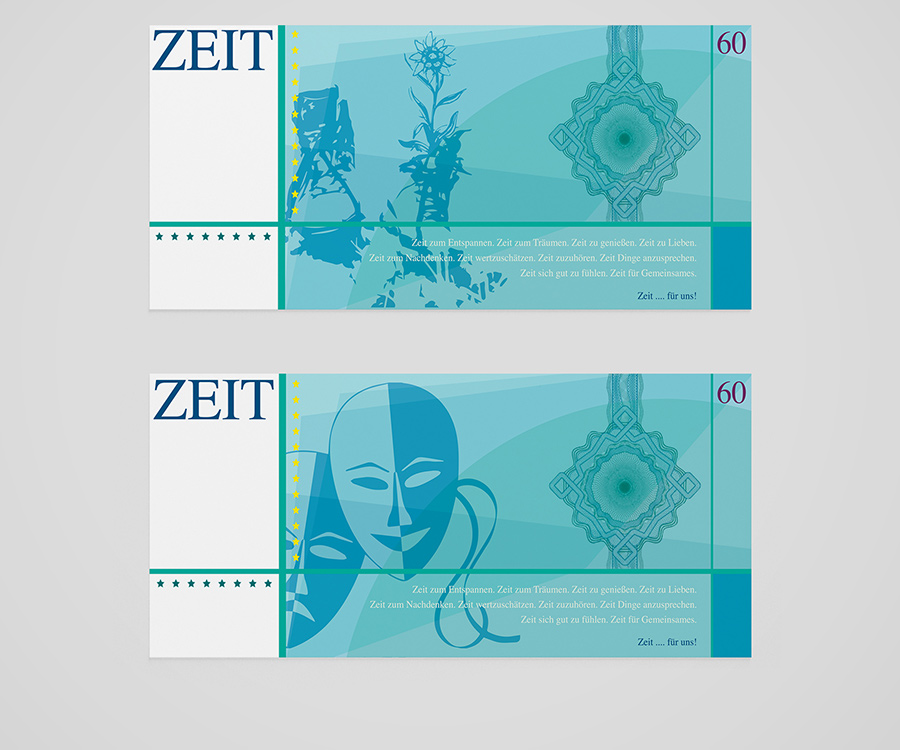 ZEIT
60
Zeit zum Entspannen. Zeit zum Träumen. Zeit zu genießen. Zeit zu Lieben.
Zeit zum Nachdenken. Zeit wertzuschätzen. Zeit zuzuhören. Zeit Dinge anzusprechen.
Zeit sich gut zu fühlen. Zeit für Gemeinsames.
Zeit .... für uns!
ZEIT
60
Zeit zum Entspannen. Zeit zum Träumen. Zeit zu genießen. Zeit zu Lieben.
Zeit zum Nachdenken. Zeit wertzuschätzen. Zeit zuzuhören. Zeit Dinge anzusprechen.
Zeit sich gut zu fühlen. Zeit für Gemeinsames.
Zeit .... für uns!